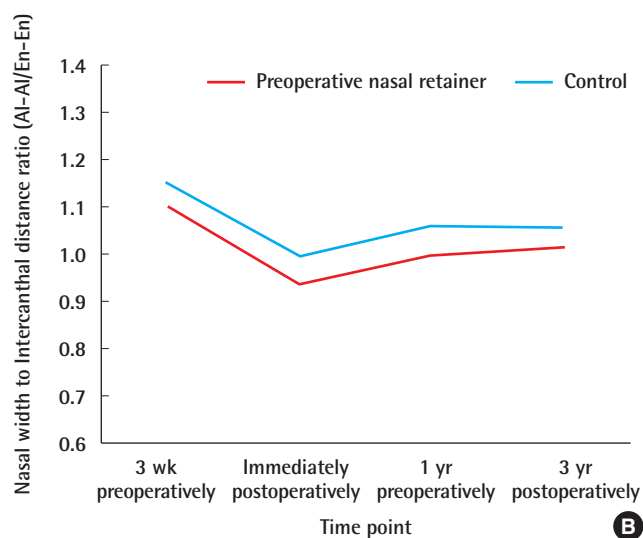 Nasal width to Intercanthal distance ratio (Al-Al/En-En)
1.4
1.3
1.2
1.1
1.0
0.9
0.8
0.7
0.6
Preoperative nasal retainer
Control
3 wk
preoperatively
Immediately
postoperatively
1 yr
preoperatively
3 yr
postoperatively
Time point
B